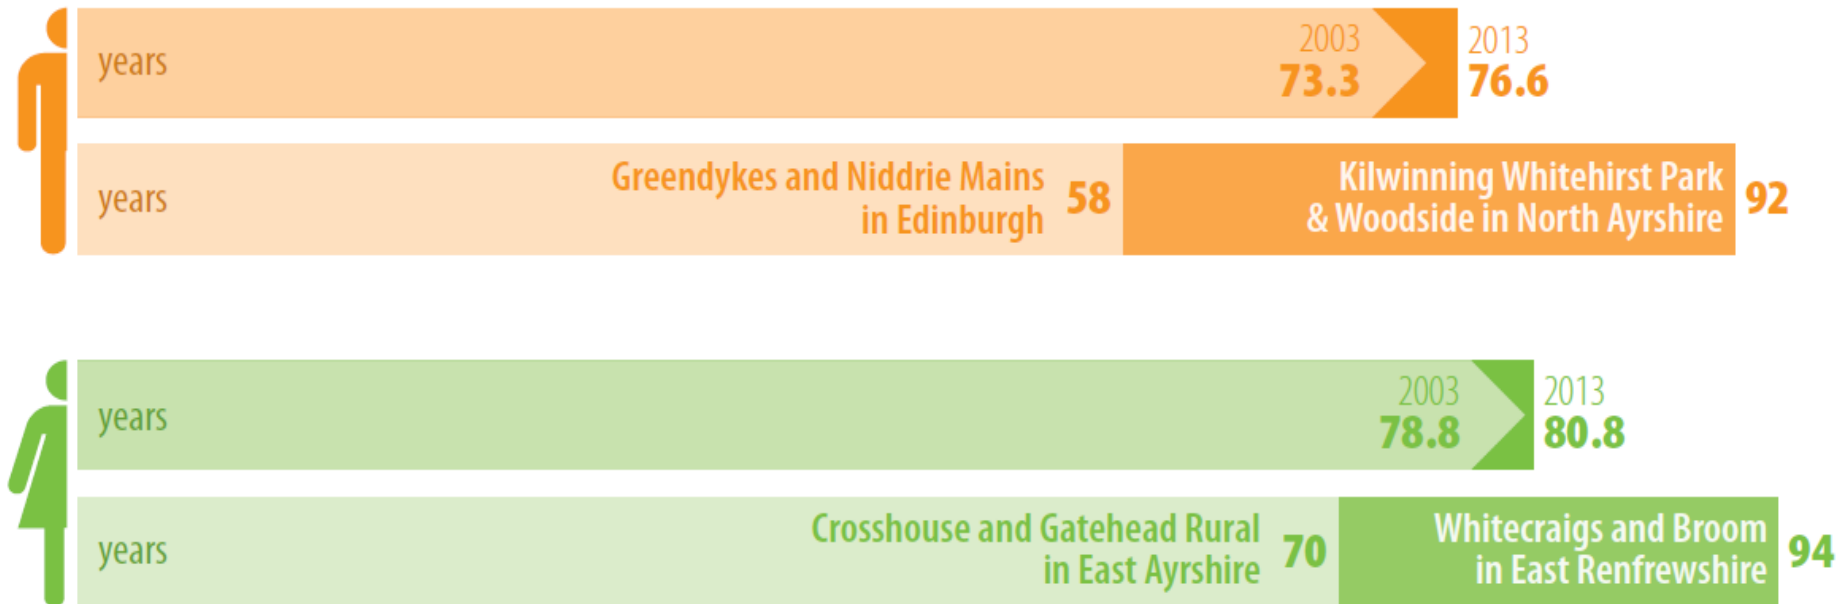 years
2003
73.3
2013
76.6
years
Greendykes and Niddrie Mains
in Edinburgh
58
Kilwinning Whitehirst Park
& Woodside in North Ayrshire
92
years
2003
78.8
2013
80.8
years
Crosshouse and Gatehead Rural
in East Ayrshire
70
Whitecraigs and Broom
in East Renfrewshire
94